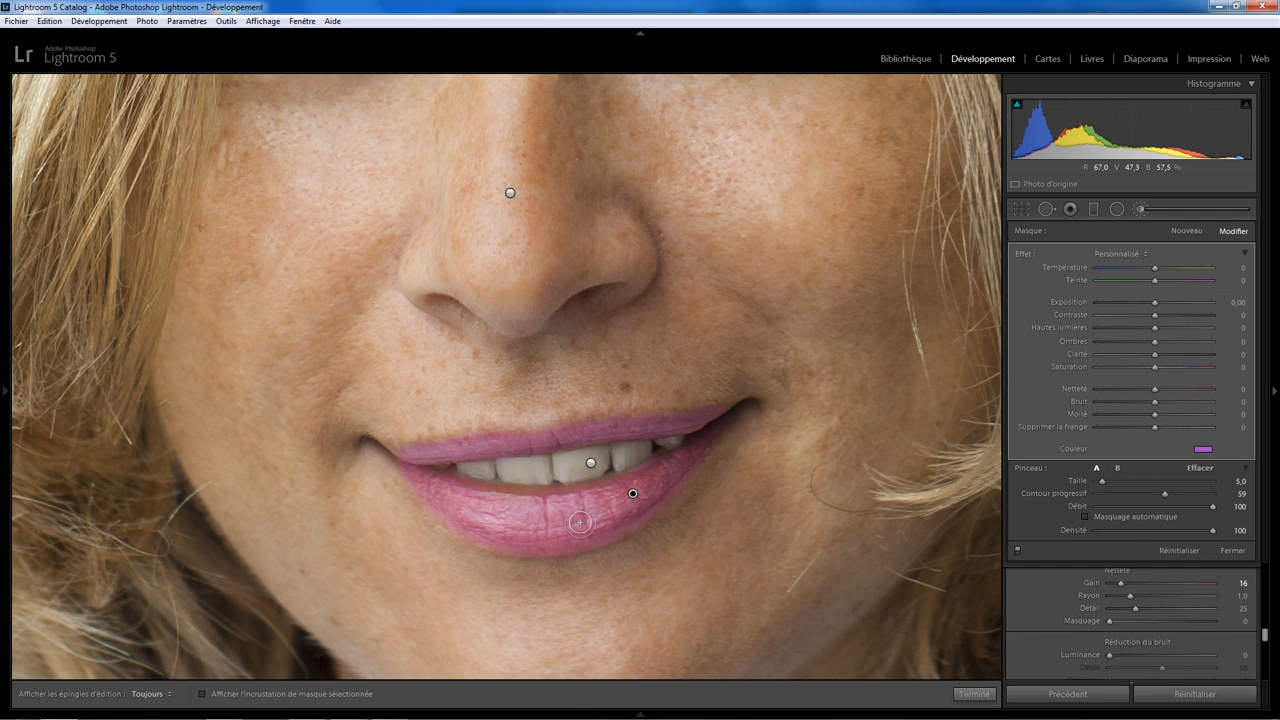 Lightroom 5 Catalog - Adobe Photoshop Lightroom - Développement
Fichier Edition Développement Photo Paramètres Outils Affichage Fenêtre Aide
Lr Adobe Photoshop
Lightroom 5
Bibliothèque | Développement | Cartes | Livres | Diaporama | Impression | Web
Histogramme
R 67,0 V 47,3 B 57,5 %
Photo d'origine
Masque : Nouveau Modifier
Effet : Personnalisé
Température 0
Teinte 0
Exposition 0,00
Contraste 0
Hautes lumières 0
Ombres 0
Clarté 0
Saturation 0
Netteté 0
Bruit 0
Moiré 0
Supprimer la frange 0
Couleur
Pinceau : A B Effacer
Taille 5,0
Contour progressif 59
Débit 100
Masquage automatique
Densité 100
Réinitialiser Fermer
Netteté
Gain 16
Rayon 1,0
Détail 25
Masquage 0
Réduction du bruit
Luminance 0
Détail 50
Afficher les épingles d'édition : Toujours Afficher l'incrustation de masque sélectionnée Terminé
Précédent Réinitialiser